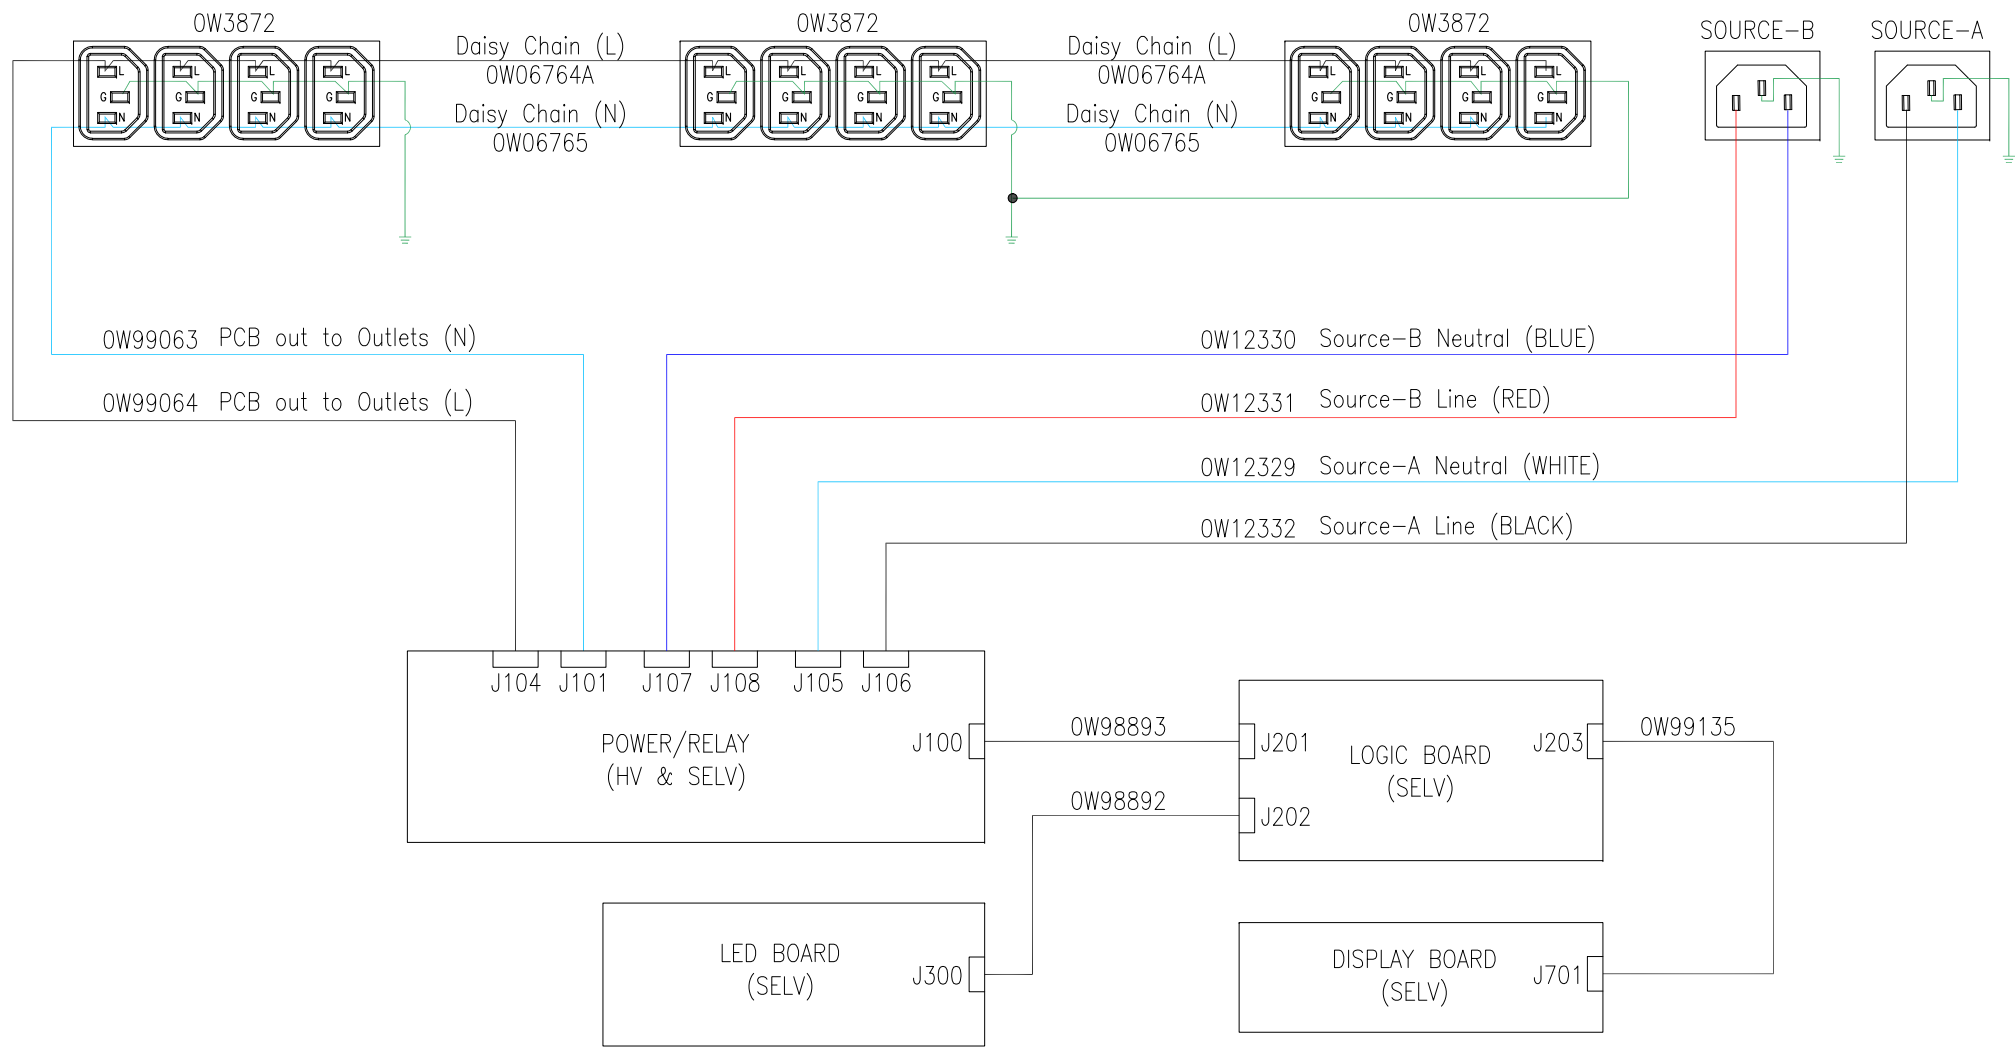 0W3872
0W3872
0W3872
SOURCE-B
SOURCE-A
Daisy Chain (L)
0W06764A
Daisy Chain (N)
0W06765
Daisy Chain (L)
0W06764A
Daisy Chain (N)
0W06765
L L L L
G G G G
N N N N
L L L L
G G G G
N N N N
L L L L
G G G G
N N N N
0W99063 PCB out to Outlets (N)
0W99064 PCB out to Outlets (L)
0W12330 Source-B Neutral (BLUE)
0W12331 Source-B Line (RED)
0W12329 Source-A Neutral (WHITE)
0W12332 Source-A Line (BLACK)
J104 J101 J107 J108 J105 J106
POWER/RELAY
(HV & SELV)
J100
0W98893
J201
LOGIC BOARD
(SELV)
J203
0W99135
0W98892
J202
LED BOARD
(SELV)
J300
DISPLAY BOARD
(SELV)
J701